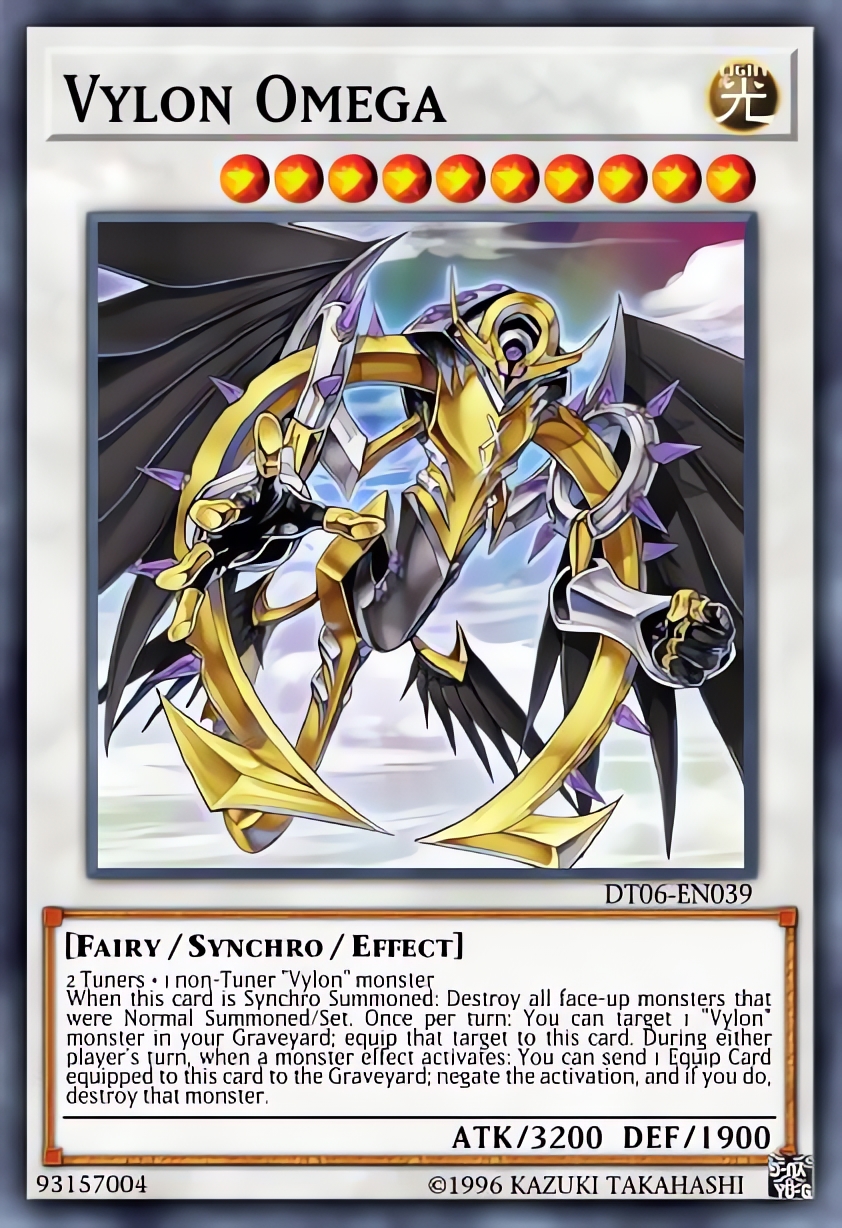 Vylon Omega
光
DT06-EN039
[Fairy / Synchro / Effect]
2 Tuners • 1 non-Tuner "Vylon" monster
When this card is Synchro Summoned: Destroy all face-up monsters that
were Normal Summoned/Set. Once per turn: You can target 1 "Vylon"
monster in your Graveyard; equip that target to this card. During either
player's turn, when a monster effect activates: You can send 1 Equip Card
equipped to this card to the Graveyard; negate the activation, and if you do,
destroy that monster.
ATK/3200 DEF/1900
93157004
©1996 KAZUKI TAKAHASHI